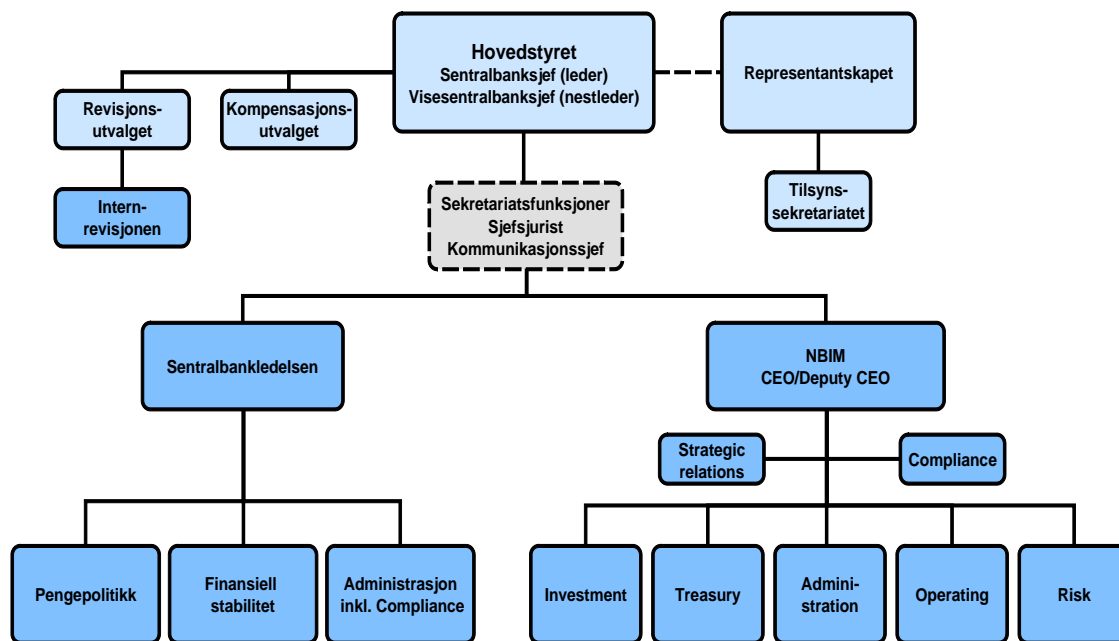 Hovedstyret
Sentralbanksjef (leder)
Visesentralbanksjef (nestleder)
Representantskapet
Revisjons-
utvalget
Kompensasjons-
utvalget
Intern-
revisjonen
Sekretariatsfunksjoner
Sjefsjurist
Kommunikasjonssjef
Tilsyns-
sekretariatet
Sentralbankledelsen
NBIM
CEO/Deputy CEO
Strategic
relations
Compliance
Pengepolitikk
Finansiell
stabilitet
Administrasjon
inkl. Compliance
Investment
Treasury
Admini-
stration
Operating
Risk